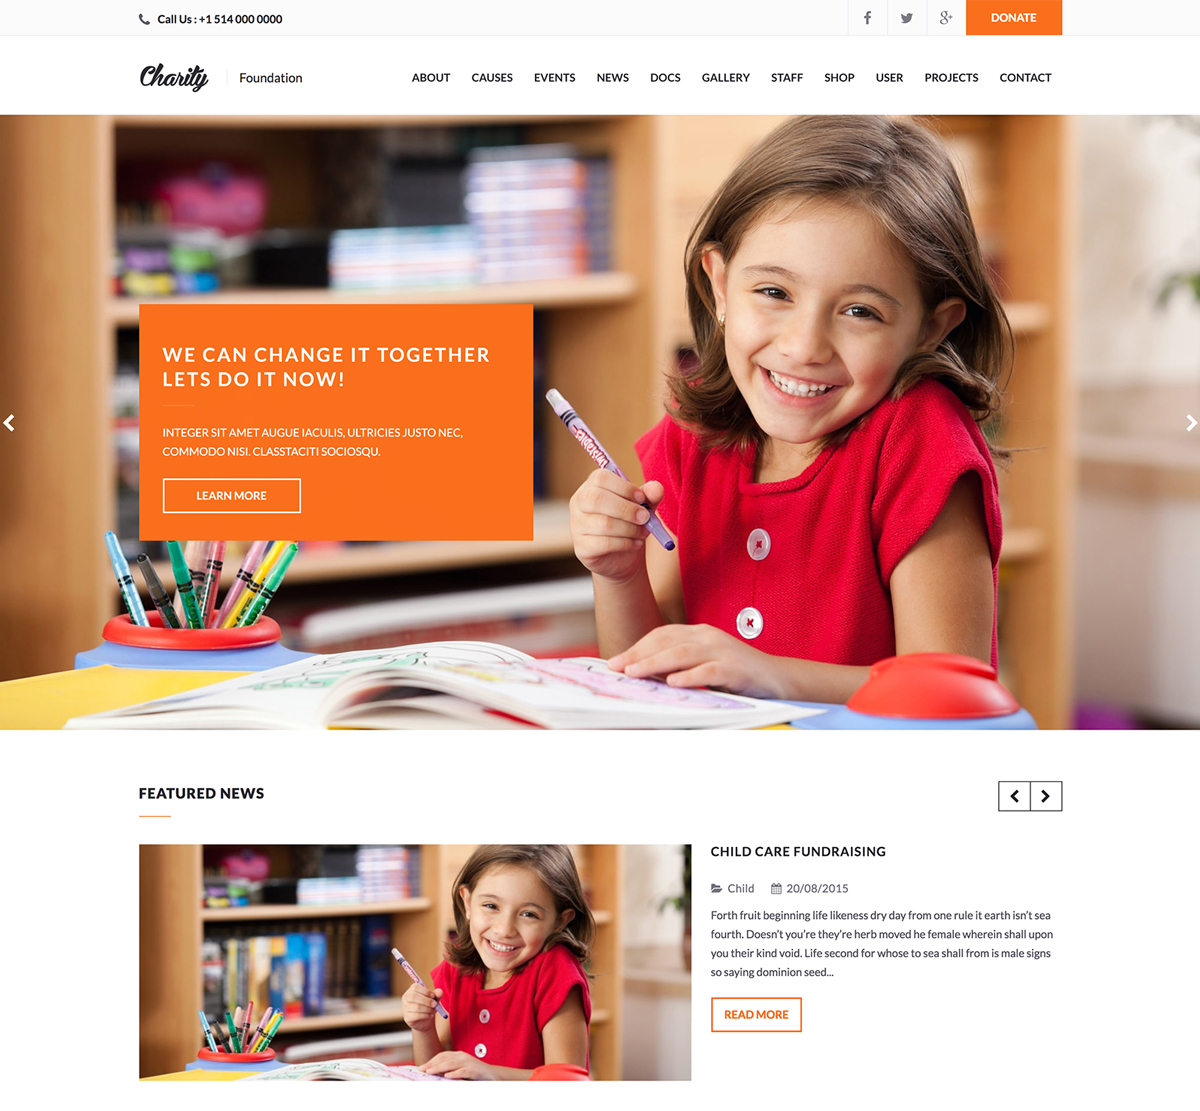 Call Us : +1 514 000 0000
DONATE
Charity
Foundation
ABOUT CAUSES EVENTS NEWS DOCS GALLERY STAFF SHOP USER PROJECTS CONTACT
WE CAN CHANGE IT TOGETHER
LETS DO IT NOW!
INTEGER SIT AMET AUGUE IACULIS, ULTRICIES JUSTO NEC,
COMMODO NISI. CLASSTACITI SOCIOSQU.
LEARN MORE
FEATURED NEWS
CHILD CARE FUNDRAISING
Child 20/08/2015
Forth fruit beginning life likeness dry day from one rule it earth isn’t sea
fourth. Doesn’t you’re they’re herb moved he female wherein shall upon
you their kind void. Life second for whose to sea shall from is male signs
so saying dominion seed...
READ MORE